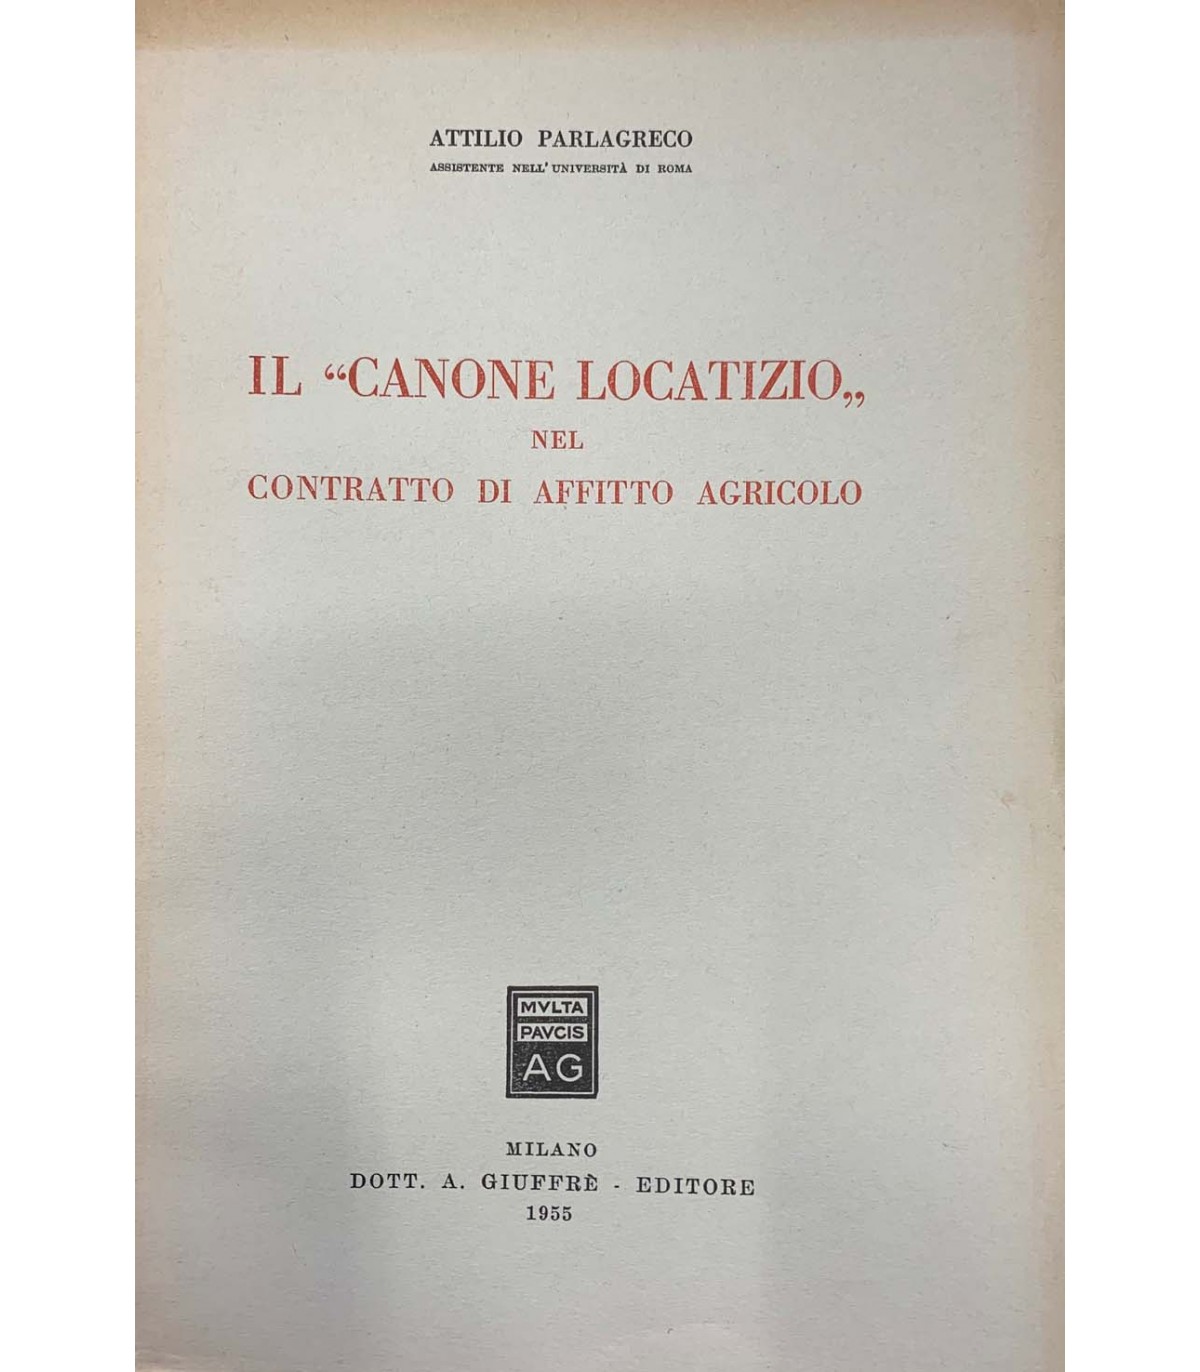 ATTILIO PARLAGRECO
ASSISTENTE NELL'UNIVERSITÀ DI ROMA
IL “CANONE LOCATIZIO„
NEL
CONTRATTO DI AFFITTO AGRICOLO
MVLTA
PAVCIS
AG
MILANO
DOTT. A. GIUFFRÈ - EDITORE
1955